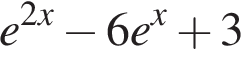 e^{2x} − 6e^x + 3